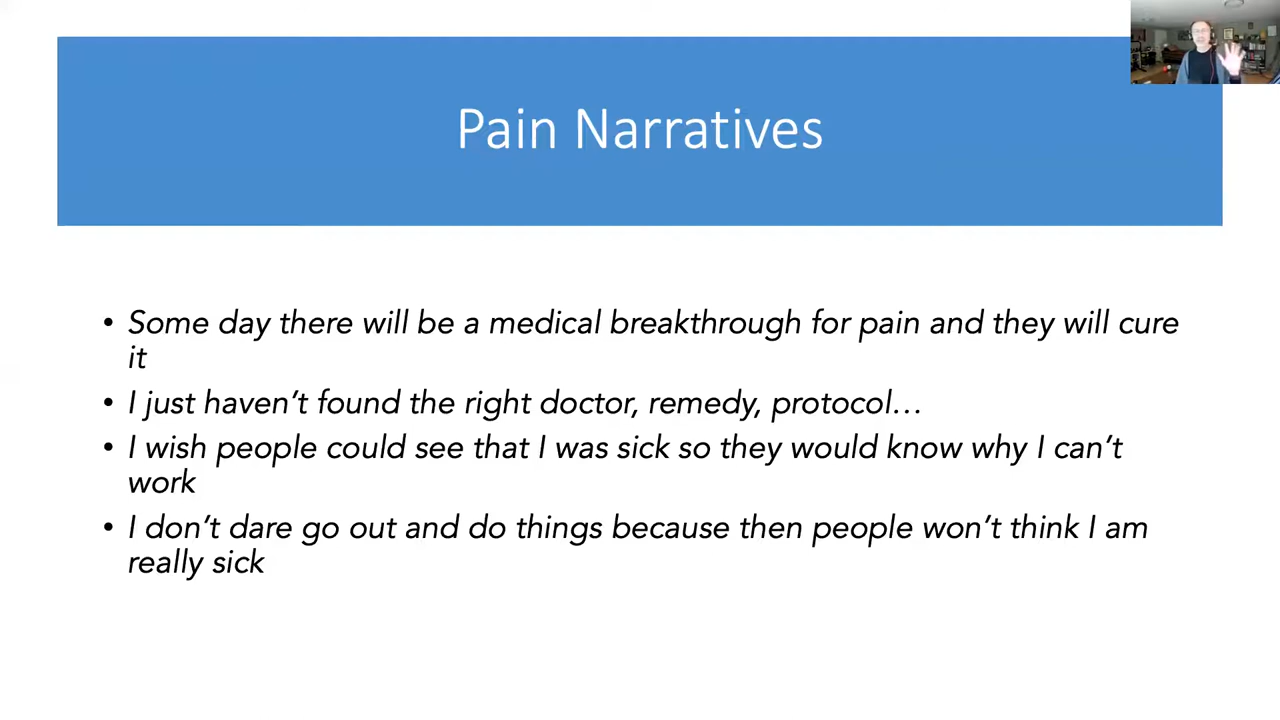 Pain Narratives
• Some day there will be a medical breakthrough for pain and they will cure
it
• I just haven’t found the right doctor, remedy, protocol…
• I wish people could see that I was sick so they would know why I can’t
work
• I don’t dare go out and do things because then people won’t think I am
really sick